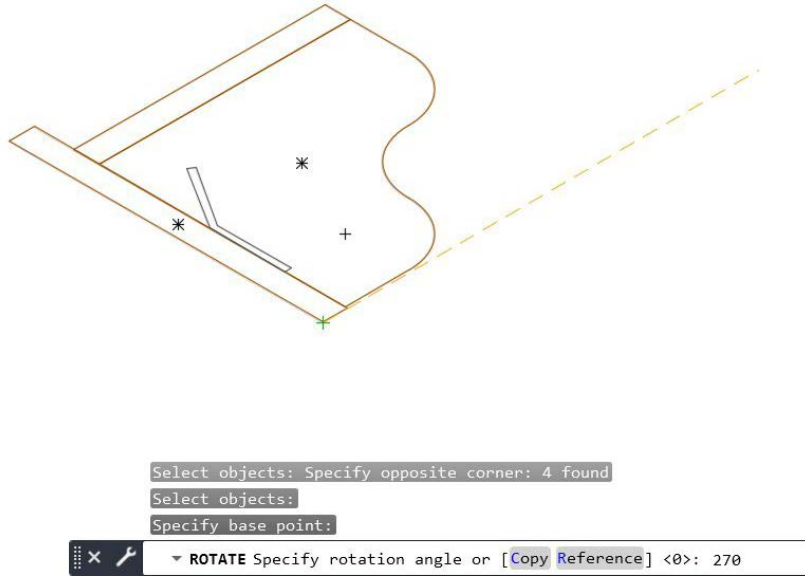 Select objects: Specify opposite corner: 4 found
Select objects:
Specify base point:
ROTATE Specify rotation angle or [Copy Reference] <0>: 270